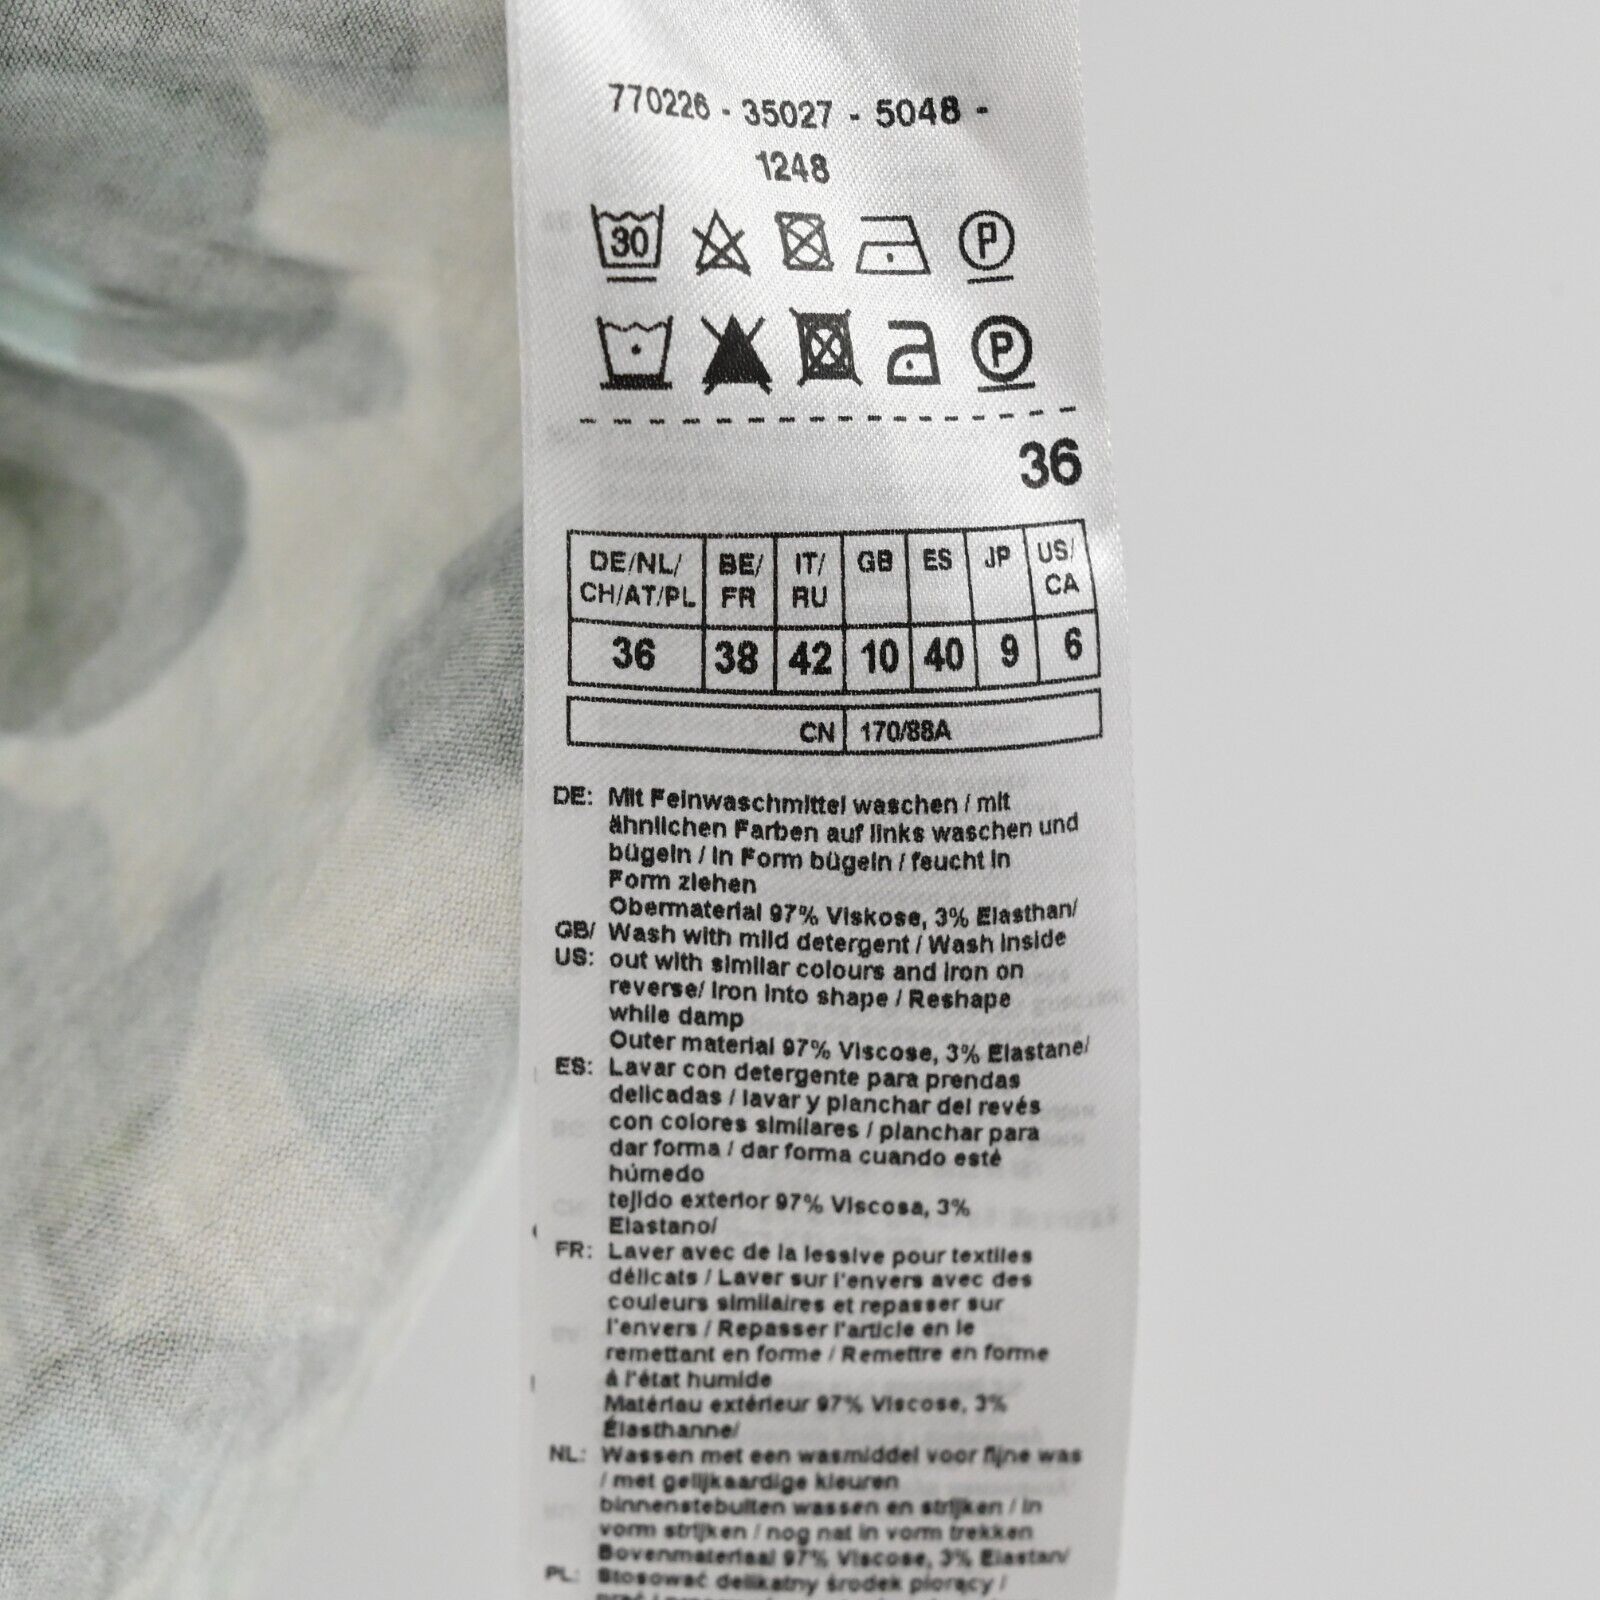 770226 - 35027 - 5048 -
1248
30 P
P
36
DE/NL/ CH/AT/PL BE/ FR IT/ RU GB ES JP US/ CA
36 38 42 10 40 9 6
CN 170/88A
DE: Mit Feinwaschmittel waschen / mit
ähnlichen Farben auf links waschen und
bügeln / in Form bügeln / feucht in
Form ziehen
Obermaterial 97% Viskose, 3% Elasthan/
GB/ Wash with mild detergent / Wash inside
US: out with similar colours and iron on
reverse/ Iron into shape / Reshape
while damp
Outer material 97% Viscose, 3% Elastane/
ES: Lavar con detergente para prendas
delicadas / lavar y planchar del revés
con colores similares / planchar para
dar forma / dar forma cuando esté
húmedo
tejido exterior 97% Viscosa, 3%
Elastano/
FR: Laver avec de la lessive pour textiles
délicats / Laver sur l'envers avec des
couleurs similaires et repasser sur
l'envers / Repasser l'article en le
remettant en forme / Remettre en forme
à l'état humide
Matériau extérieur 97% Viscose, 3%
Élasthanne/
NL: Wassen met een wasmiddel voor fijne was
/ met gelijkaardige kleuren
binnenstebuiten wassen en strijken / in
vorm strijken / nog nat in vorm trekken
Bovenmateriaal 97% Viscose, 3% Elastan/
PL: Stosować delikatny środek piorący /